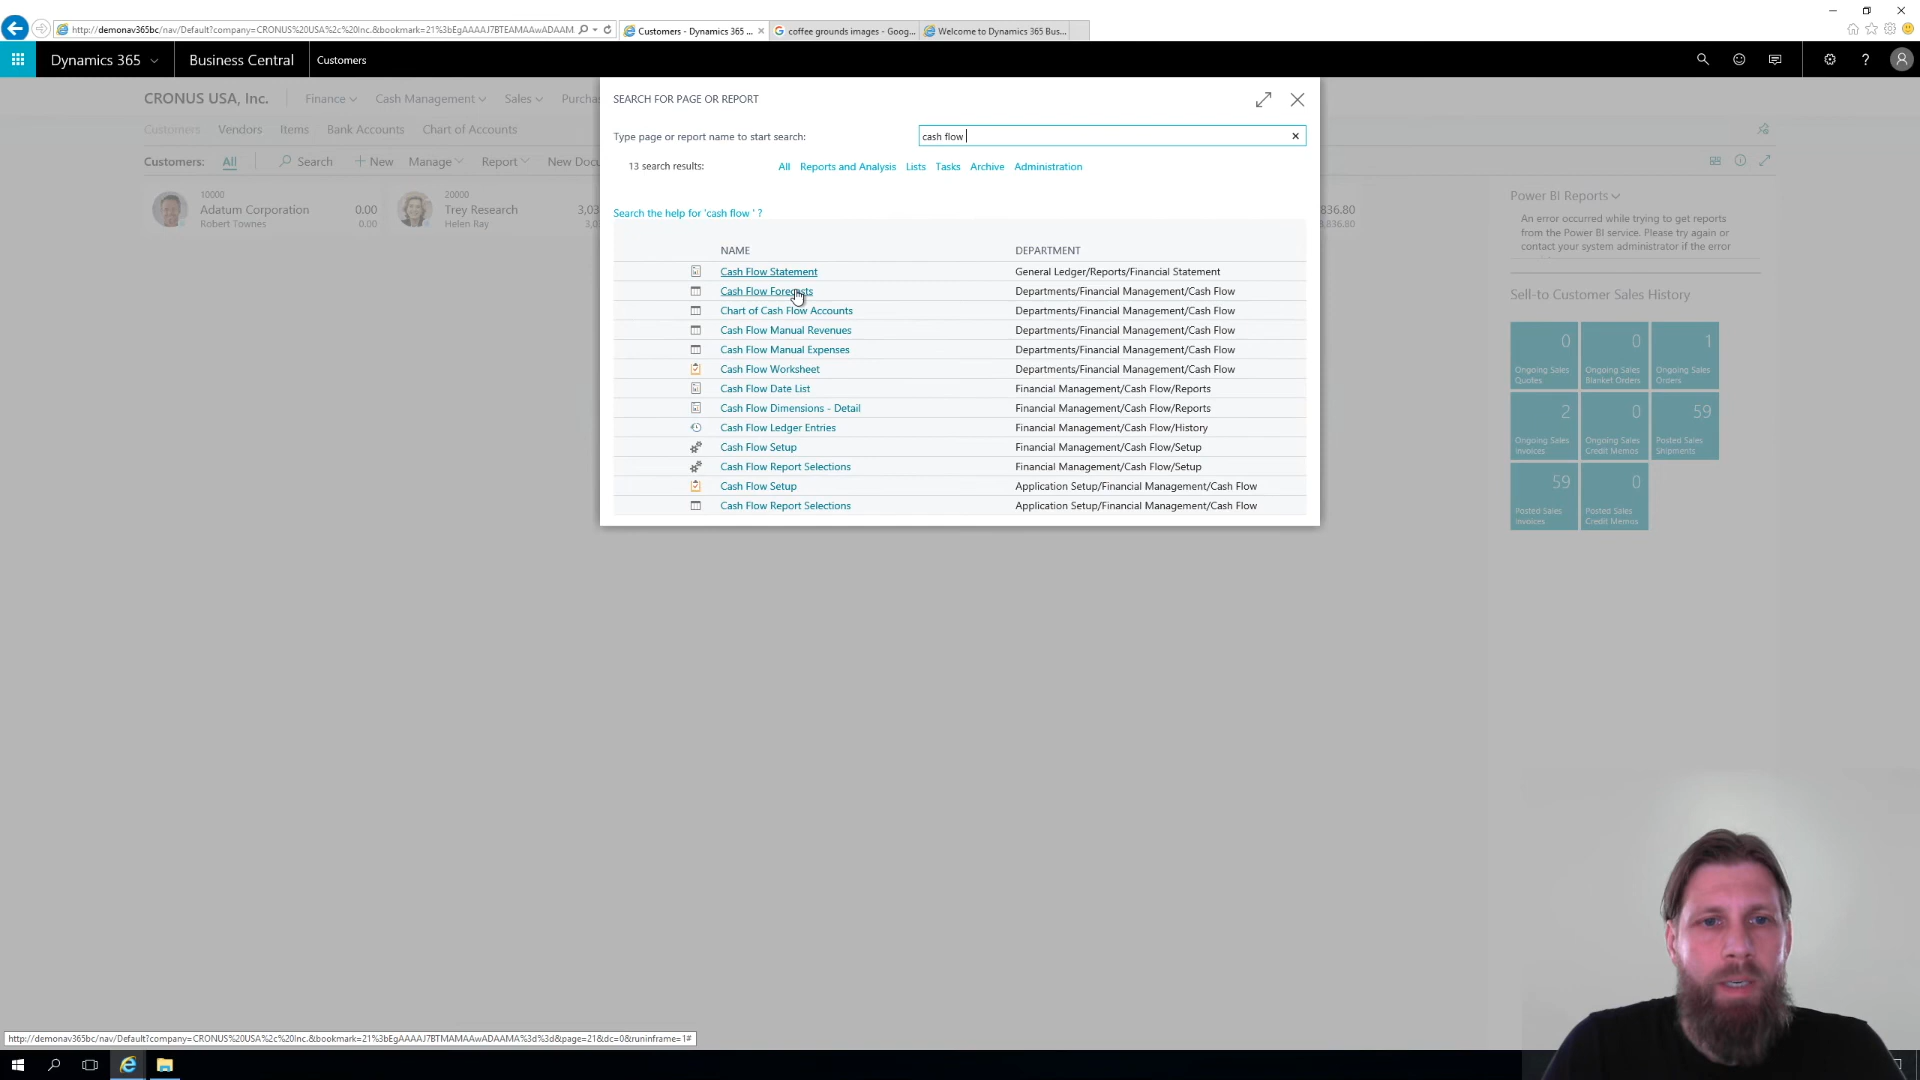 http://demonav365bc/nav/Default?company=CRONUS%20USA%2c%20Inc.&bookmark=21%3bEgAAAAJ7BTEAMAAwADAAM
Customers - Dynamics 365 ...
coffee grounds images - Goog...
Welcome to Dynamics 365 Bus...
Dynamics 365
Business Central
Customers
CRONUS USA, Inc.
Finance
Cash Management
Sales
Purcha
SEARCH FOR PAGE OR REPORT
Customers
Vendors
Items
Bank Accounts
Chart of Accounts
Type page or report name to start search:
cash flow
Customers:
All
Search
+ New
Manage
Report
New Docu
13 search results:
All
Reports and Analysis
Lists
Tasks
Archive
Administration
10000
Adatum Corporation
0.00
Robert Townes
0.00
20000
Trey Research
3,03
Helen Ray
3,03
836.80
8,836.80
Search the help for 'cash flow ' ?
NAME
DEPARTMENT
Cash Flow Statement
General Ledger/Reports/Financial Statement
Cash Flow Forecasts
Departments/Financial Management/Cash Flow
Chart of Cash Flow Accounts
Departments/Financial Management/Cash Flow
Cash Flow Manual Revenues
Departments/Financial Management/Cash Flow
Cash Flow Manual Expenses
Departments/Financial Management/Cash Flow
Cash Flow Worksheet
Departments/Financial Management/Cash Flow
Cash Flow Date List
Financial Management/Cash Flow/Reports
Cash Flow Dimensions - Detail
Financial Management/Cash Flow/Reports
Cash Flow Ledger Entries
Financial Management/Cash Flow/History
Cash Flow Setup
Financial Management/Cash Flow/Setup
Cash Flow Report Selections
Financial Management/Cash Flow/Setup
Cash Flow Setup
Application Setup/Financial Management/Cash Flow
Cash Flow Report Selections
Application Setup/Financial Management/Cash Flow
Power BI Reports
An error occurred while trying to get reports
from the Power BI service. Please try again or
contact your system administrator if the error
Sell-to Customer Sales History
0
Ongoing Sales
Quotes
0
Ongoing Sales
Blanket Orders
1
Ongoing Sales
Orders
2
Ongoing Sales
Invoices
0
Ongoing Sales
Credit Memos
59
Posted Sales
Shipments
59
Posted Sales
Invoices
0
Posted Sales
Credit Memos
http://demonav365bc/nav/Default?company=CRONUS%20USA%2c%20Inc.&bookmark=21%3bEgAAAAJ7BTMAMAAwADAAMA%3d%3d&page=21&dc=0&runinframe=1#